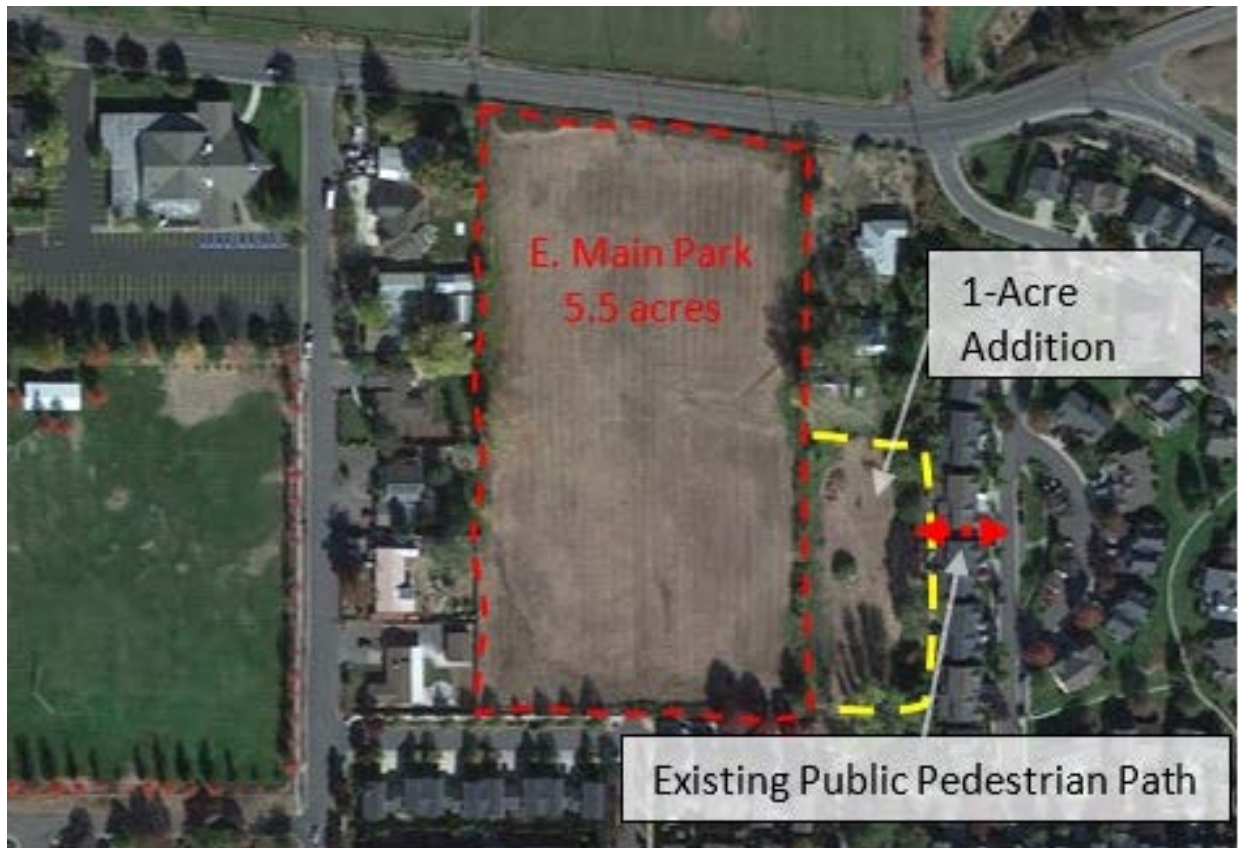 E. Main Park
5.5 acres
1-Acre
Addition
Existing Public Pedestrian Path